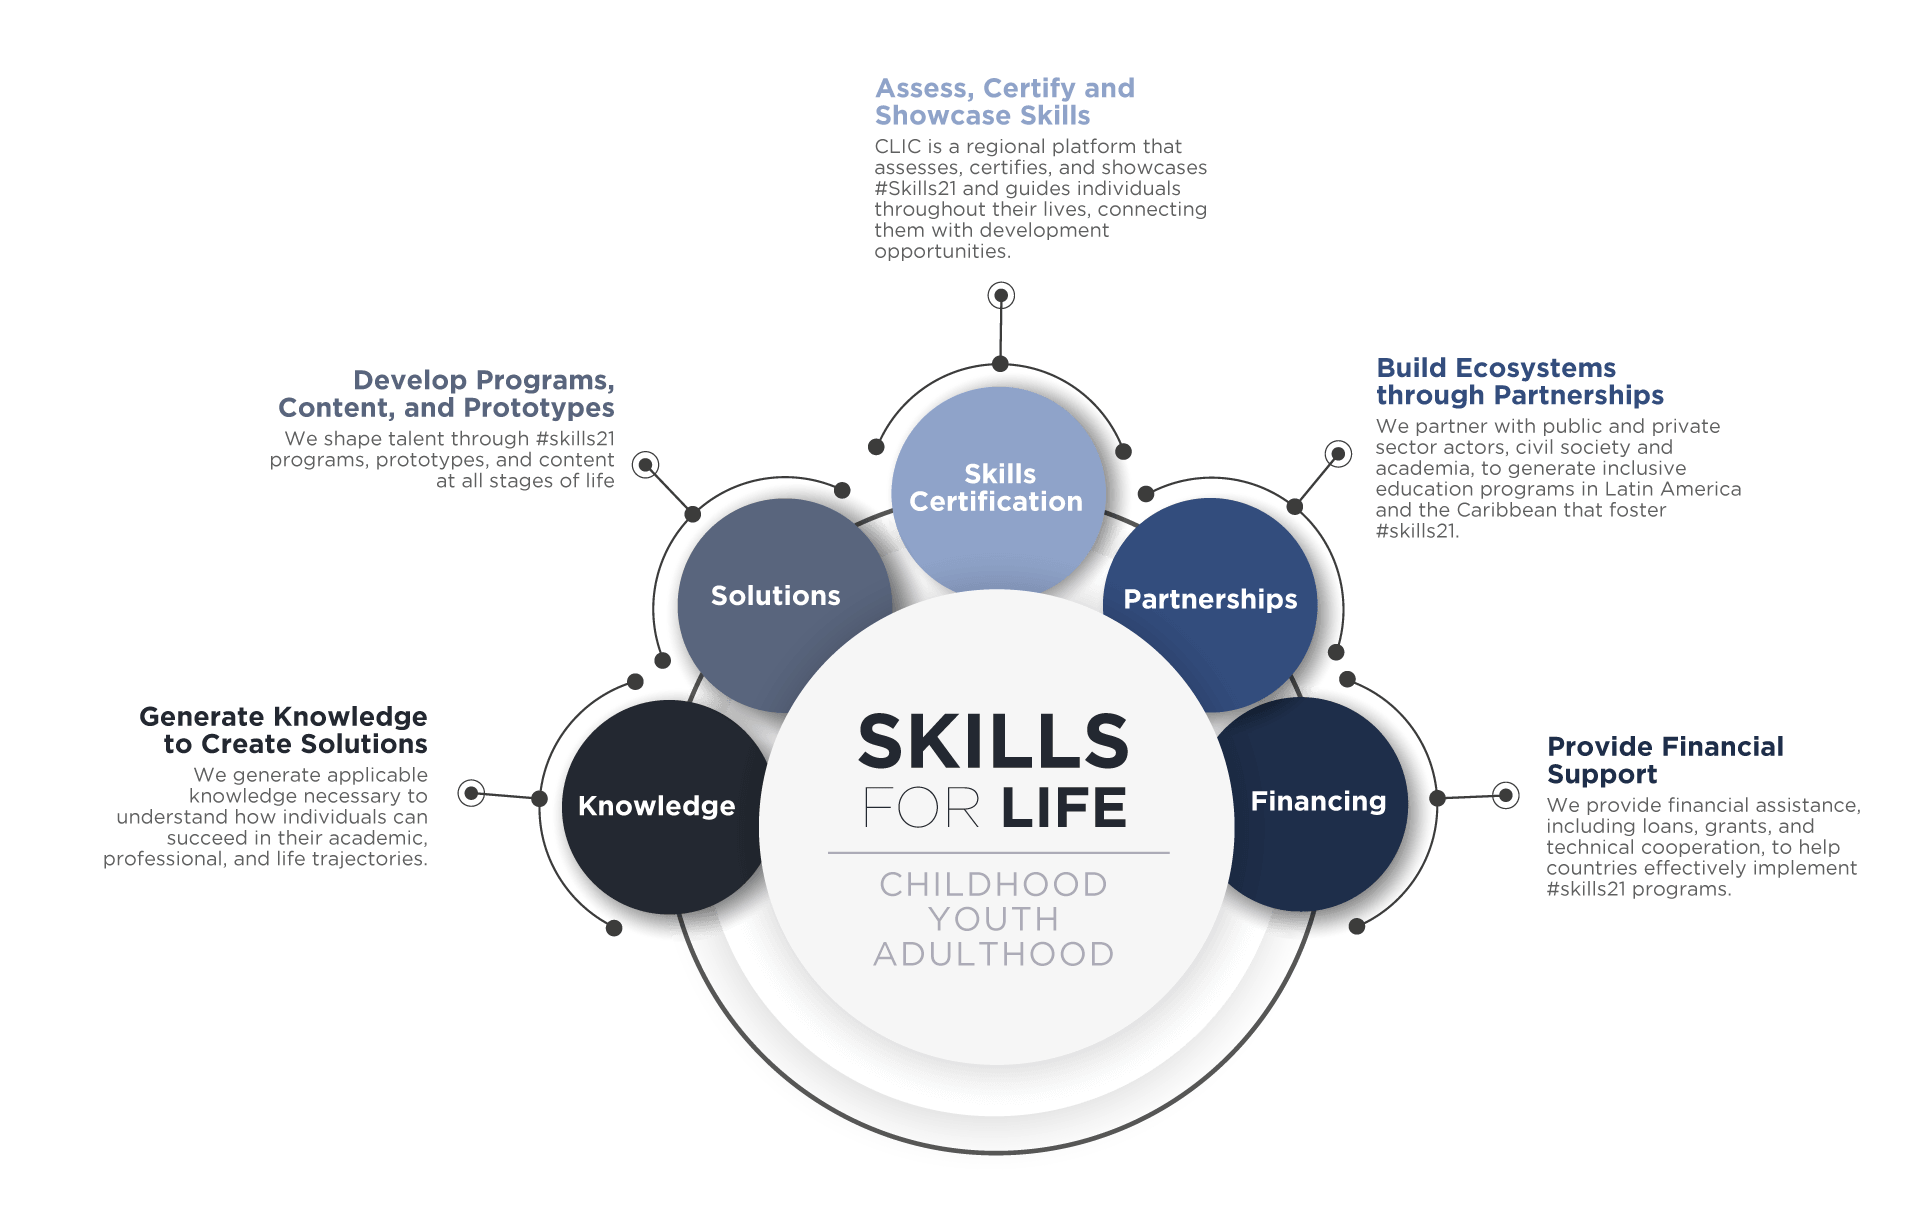 Assess, Certify and
Showcase Skills
CLIC is a regional platform that
assesses, certifies, and showcases
#Skills21 and guides individuals
throughout their lives, connecting
them with development
opportunities.
Develop Programs,
Content, and Prototypes
We shape talent through #skills21
programs, prototypes, and content
at all stages of life
Build Ecosystems
through Partnerships
We partner with public and private
sector actors, civil society and
academia, to generate inclusive
education programs in Latin America
and the Caribbean that foster
#skills21.
Skills
Certification
Solutions
Partnerships
Generate Knowledge
to Create Solutions
We generate applicable
knowledge necessary to
understand how individuals can
succeed in their academic,
professional, and life trajectories.
Knowledge
SKILLS
FOR LIFE
CHILDHOOD
YOUTH
ADULTHOOD
Financing
Provide Financial
Support
We provide financial assistance,
including loans, grants, and
technical cooperation, to help
countries effectively implement
#skills21 programs.